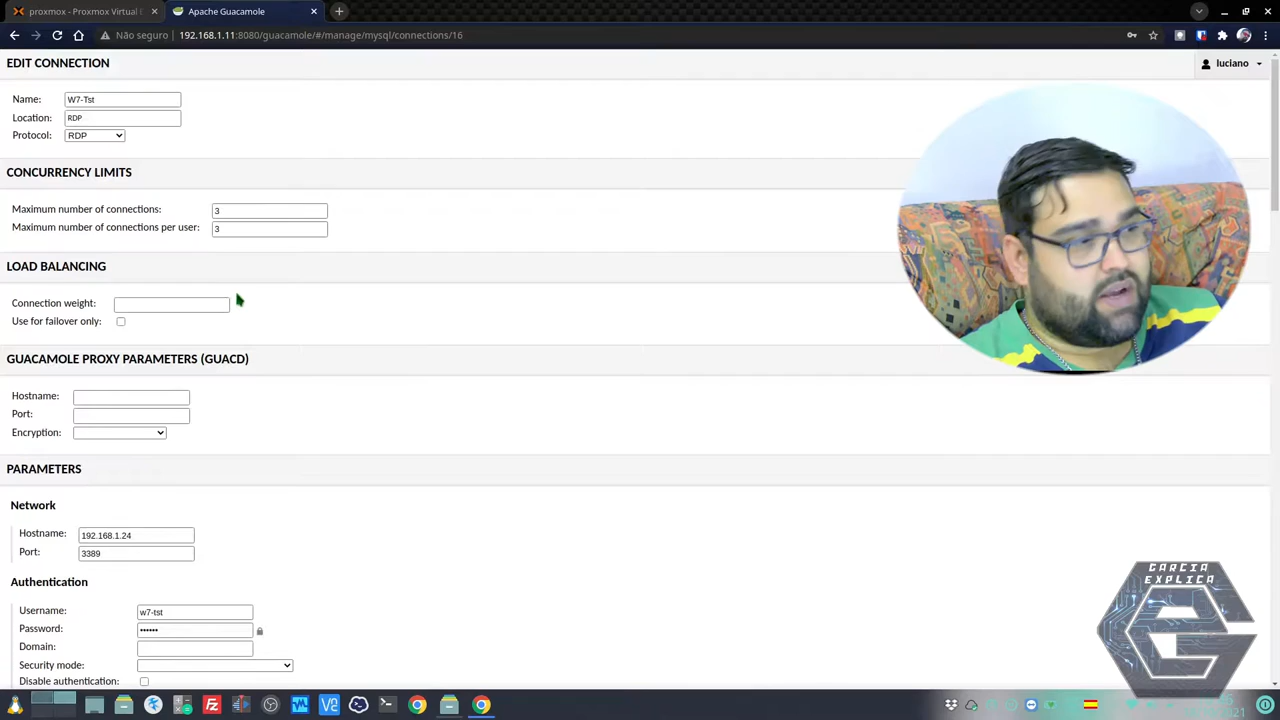 proxmox - Proxmox Virtual
Apache Guacamole
Não seguro
192.168.1.11:8080/guacamole/#/manage/mysql/connections/16
EDIT CONNECTION
luciano
Name: W7-Tst
Location: RDP
Protocol: RDP
CONCURRENCY LIMITS
Maximum number of connections: 3
Maximum number of connections per user: 3
LOAD BALANCING
Connection weight:
Use for failover only:
GUACAMOLE PROXY PARAMETERS (GUACD)
Hostname:
Port:
Encryption:
PARAMETERS
Network
Hostname: 192.168.1.24
Port: 3389
Authentication
Username: w7-tst
Password: ••••••
Domain:
Security mode:
Disable authentication:
GARCIA
EXPLICA